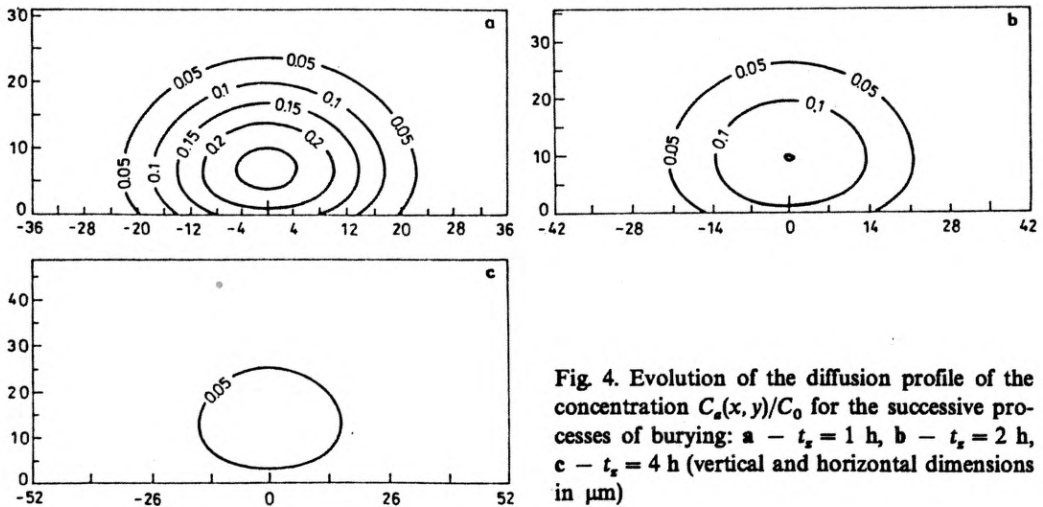 a
30
20
10
0
0.05
0.05
0.1
0.1
0.15
0.15
0.2
0.2
0.05
0.1
0.05
-36 -28 -20 -12 -4 4 12 20 28 36
b
30
20
10
0
0.05
0.05
0.1
0.1
0.05
-42 -28 -14 0 14 28 42
c
40
30
20
10
0
0.05
-52 -26 0 26 52
Fig. 4. Evolution of the diffusion profile of the
concentration Cₛ(x, y)/C₀ for the successive pro-
cesses of burying: a − tₛ = 1 h, b − tₛ = 2 h,
c − tₛ = 4 h (vertical and horizontal dimensions
in μm)